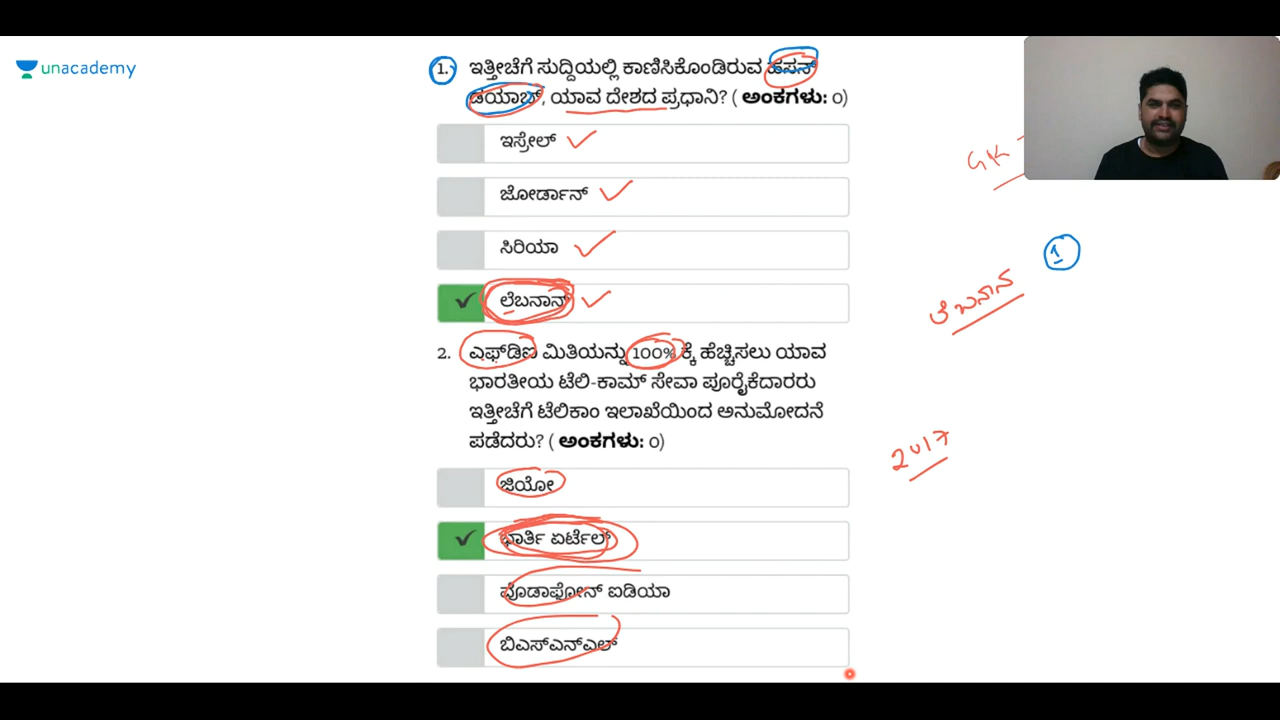 unacademy
1. ಇತ್ತೀಚೆಗೆ ಸುದ್ದಿಯಲ್ಲಿ ಕಾಣಿಸಿಕೊಂಡಿರುವ ಹಸನ್
ಡಯಾಬ್, ಯಾವ ದೇಶದ ಪ್ರಧಾನಿ? ( ಅಂಕಗಳು: 0)
ಇಸ್ರೇಲ್
ಜೋರ್ಡಾನ್
ಸಿರಿಯಾ
ಲೆಬನಾನ್
2. ಎಫ್‌ಡಿಐ ಮಿತಿಯನ್ನು 100% ಕ್ಕೆ ಹೆಚ್ಚಿಸಲು ಯಾವ
ಭಾರತೀಯ ಟೆಲಿ-ಕಾಮ್ ಸೇವಾ ಪೂರೈಕೆದಾರರು
ಇತ್ತೀಚೆಗೆ ಟೆಲಿಕಾಂ ಇಲಾಖೆಯಿಂದ ಅನುಮೋದನೆ
ಪಡೆದರು? ( ಅಂಕಗಳು: 0)
ಜಿಯೋ
ಭಾರ್ತಿ ಏರ್ಟೆಲ್
ವೊಡಾಫೋನ್ ಐಡಿಯಾ
ಬಿಎಸ್ಎನ್ಎಲ್
GK
1
ಲೆಬನಾನ
2017